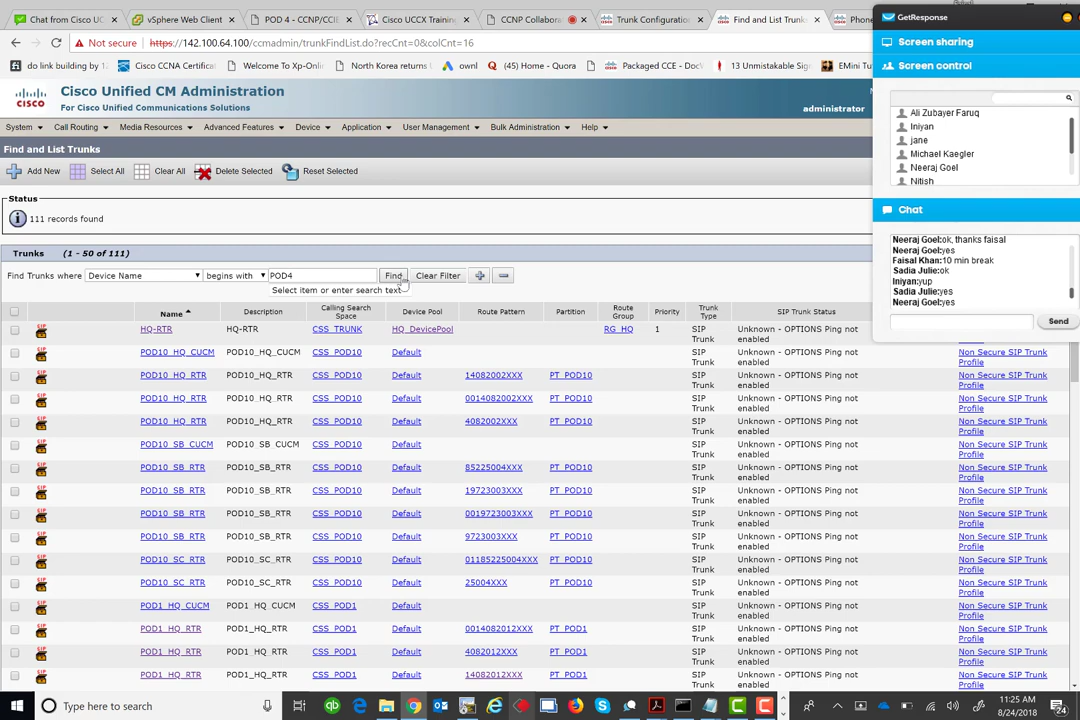 Chat from Cisco UC
vSphere Web Client
POD 4 - CCNP/CCIE
Cisco UCCX Training
CCNP Collabora
Trunk Configuration
Find and List Trunks
Phone
Not secure | https://142.100.64.100/ccmadmin/trunkFindList.do?recCnt=0&colCnt=16
do link building by 1
Cisco CCNA Certificat
Welcome To Xp-Onli
North Korea returns
ownl
(45) Home - Quora
Packaged CCE - Do
13 Unmistakable Sign
EMini Tut
GetResponse
Screen sharing
Screen control
Ali Zubayer Faruq
Iniyan
jane
Michael Kaegler
Neeraj Goel
Nitish
Chat
Neeraj Goel:ok, thanks faisal
Neeraj Goel:yes
Faisal Khan:10 min break
Sadia Julie:ok
Iniyan:yup
Sadia Julie:yes
Neeraj Goel:yes
Send
CISCO
Cisco Unified CM Administration
For Cisco Unified Communications Solutions
administrator
System Call Routing Media Resources Advanced Features Device Application User Management Bulk Administration Help
Find and List Trunks
Add New Select All Clear All Delete Selected Reset Selected
Status
111 records found
Trunks (1 - 50 of 111)
Find Trunks where Device Name begins with POD4 Find Clear Filter
Select item or enter search text
Name Description Calling Search Space Device Pool Route Pattern Partition Route Group Priority Trunk Type SIP Trunk Status
HQ-RTR HQ-RTR CSS_TRUNK HQ_DevicePool RG_HQ 1 SIP Trunk Unknown - OPTIONS Ping not enabled
POD10_HQ_CUCM POD10_HQ_CUCM CSS_POD10 Default SIP Trunk Unknown - OPTIONS Ping not enabled Non Secure SIP Trunk Profile
POD10_HQ_RTR POD10_HQ_RTR CSS_POD10 Default 14082002XXX PT_POD10 SIP Trunk Unknown - OPTIONS Ping not enabled Non Secure SIP Trunk Profile
POD10_HQ_RTR POD10_HQ_RTR CSS_POD10 Default 0014082002XXX PT_POD10 SIP Trunk Unknown - OPTIONS Ping not enabled Non Secure SIP Trunk Profile
POD10_HQ_RTR POD10_HQ_RTR CSS_POD10 Default 4082002XXX PT_POD10 SIP Trunk Unknown - OPTIONS Ping not enabled Non Secure SIP Trunk Profile
POD10_SB_CUCM POD10_SB_CUCM CSS_POD10 Default SIP Trunk Unknown - OPTIONS Ping not enabled Non Secure SIP Trunk Profile
POD10_SB_RTR POD10_SB_RTR CSS_POD10 Default 85225004XXX PT_POD10 SIP Trunk Unknown - OPTIONS Ping not enabled Non Secure SIP Trunk Profile
POD10_SB_RTR POD10_SB_RTR CSS_POD10 Default 19723003XXX PT_POD10 SIP Trunk Unknown - OPTIONS Ping not enabled Non Secure SIP Trunk Profile
POD10_SB_RTR POD10_SB_RTR CSS_POD10 Default 0019723003XXX PT_POD10 SIP Trunk Unknown - OPTIONS Ping not enabled Non Secure SIP Trunk Profile
POD10_SB_RTR POD10_SB_RTR CSS_POD10 Default 9723003XXX PT_POD10 SIP Trunk Unknown - OPTIONS Ping not enabled Non Secure SIP Trunk Profile
POD10_SC_RTR POD10_SC_RTR CSS_POD10 Default 01185225004XXX PT_POD10 SIP Trunk Unknown - OPTIONS Ping not enabled Non Secure SIP Trunk Profile
POD10_SC_RTR POD10_SC_RTR CSS_POD10 Default 25004XXX PT_POD10 SIP Trunk Unknown - OPTIONS Ping not enabled Non Secure SIP Trunk Profile
POD1_HQ_CUCM POD1_HQ_CUCM CSS_POD1 Default SIP Trunk Unknown - OPTIONS Ping not enabled Non Secure SIP Trunk Profile
POD1_HQ_RTR POD1_HQ_RTR CSS_POD1 Default 0014082012XXX PT_POD1 SIP Trunk Unknown - OPTIONS Ping not enabled Non Secure SIP Trunk Profile
POD1_HQ_RTR POD1_HQ_RTR CSS_POD1 Default 4082012XXX PT_POD1 SIP Trunk Unknown - OPTIONS Ping not enabled Non Secure SIP Trunk Profile
POD1_HQ_RTR POD1_HQ_RTR CSS_POD1 Default 14082012XXX PT_POD1 SIP Trunk Unknown - OPTIONS Ping not enabled Non Secure SIP Trunk Profile
Type here to search
11:25 AM
8/24/2018
24